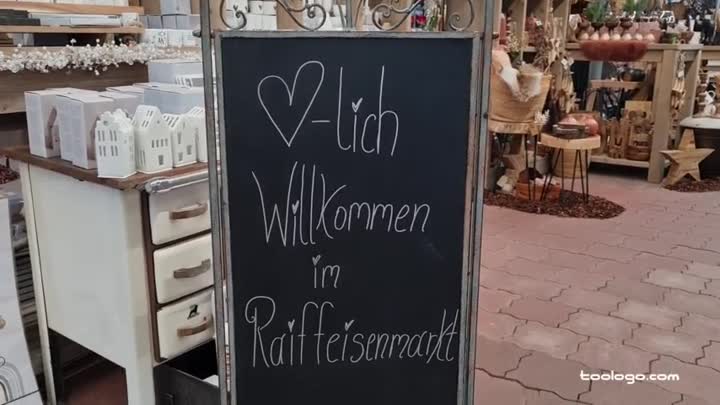 ♡-lich
Willkommen
im
Raiffeisenmarkt
toologo.com